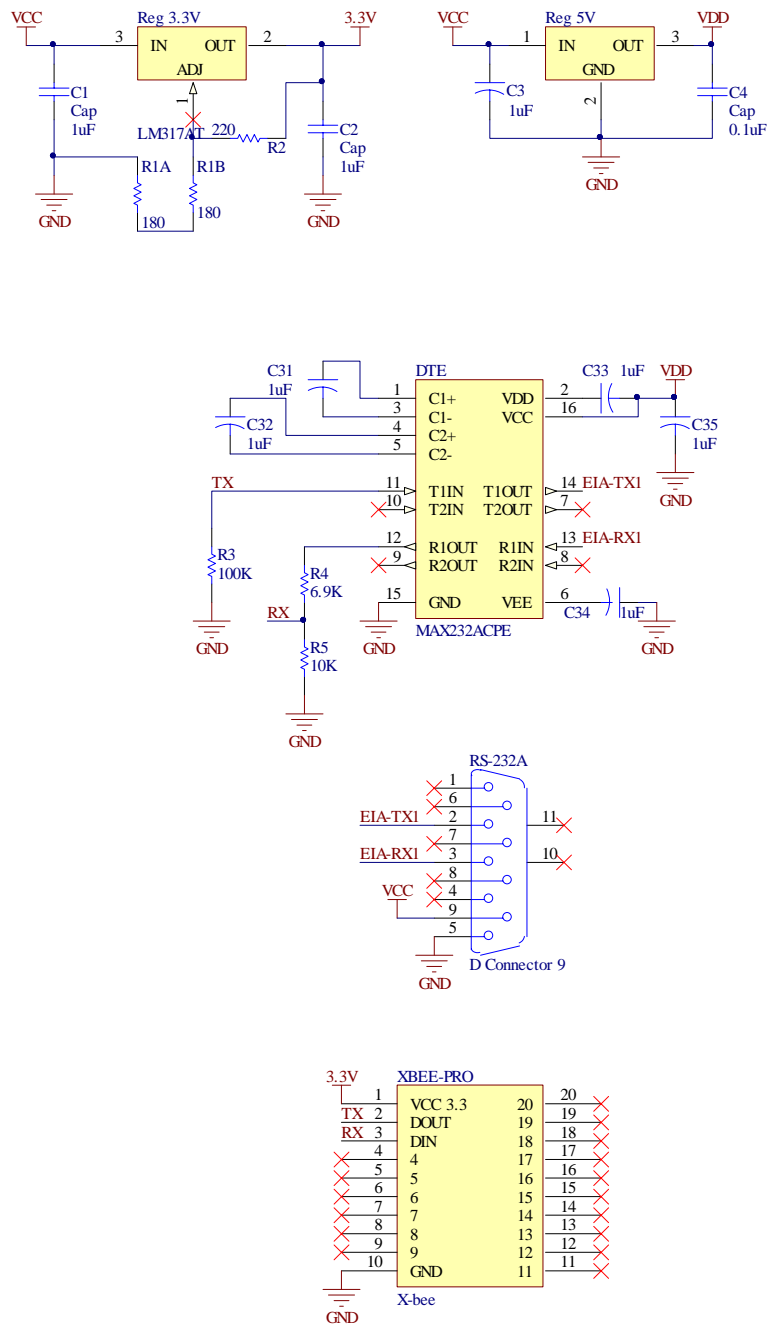 VCC
Reg 3.3V
3.3V
3
IN
OUT
2
ADJ
1
C1
Cap
1uF
LM317AT
220
R2
C2
Cap
1uF
R1A
R1B
180
180
GND
GND
VCC
Reg 5V
VDD
1
IN
OUT
3
GND
2
C3
1uF
C4
Cap
0.1uF
GND
DTE
C31
1uF
C32
1uF
1
C1+
3
C1-
4
C2+
5
C2-
VDD
2
C33
1uF
VDD
VCC
16
C35
1uF
GND
TX
11
T1IN
T1OUT
14
EIA-TX1
10
T2IN
T2OUT
7
12
R1OUT
R1IN
13
EIA-RX1
9
R2OUT
R2IN
8
R3
100K
R4
6.9K
15
GND
VEE
6
C34
1uF
RX
GND
GND
GND
MAX232ACPE
R5
10K
GND
RS-232A
1
6
EIA-TX1
2
11
7
EIA-RX1
3
10
8
VCC
4
9
5
GND
D Connector 9
3.3V
XBEE-PRO
1
VCC 3.3
20
20
TX
2
DOUT
19
19
RX
3
DIN
18
18
4
4
17
17
5
5
16
16
6
6
15
15
7
7
14
14
8
8
13
13
9
9
12
12
10
GND
11
11
GND
X-bee